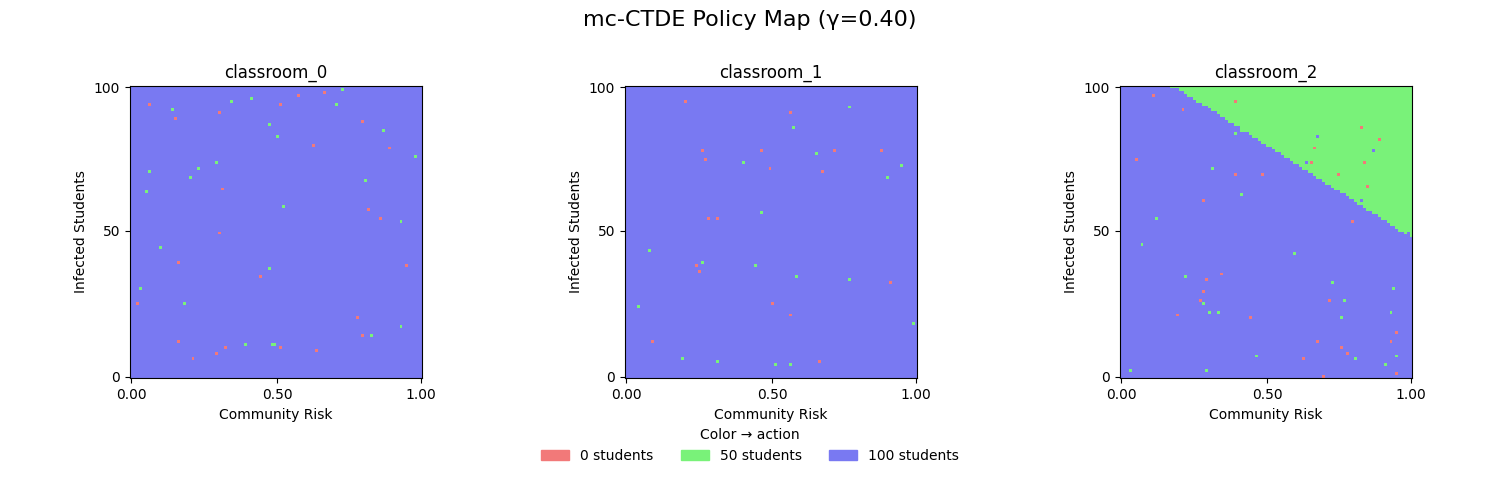 mc-CTDE Policy Map (γ=0.40)
classroom_0
classroom_1
classroom_2
100
50
0
Infected Students
0.00
0.50
1.00
Community Risk
100
50
0
Infected Students
0.00
0.50
1.00
Community Risk
100
50
0
Infected Students
0.00
0.50
1.00
Community Risk
Color → action
0 students
50 students
100 students